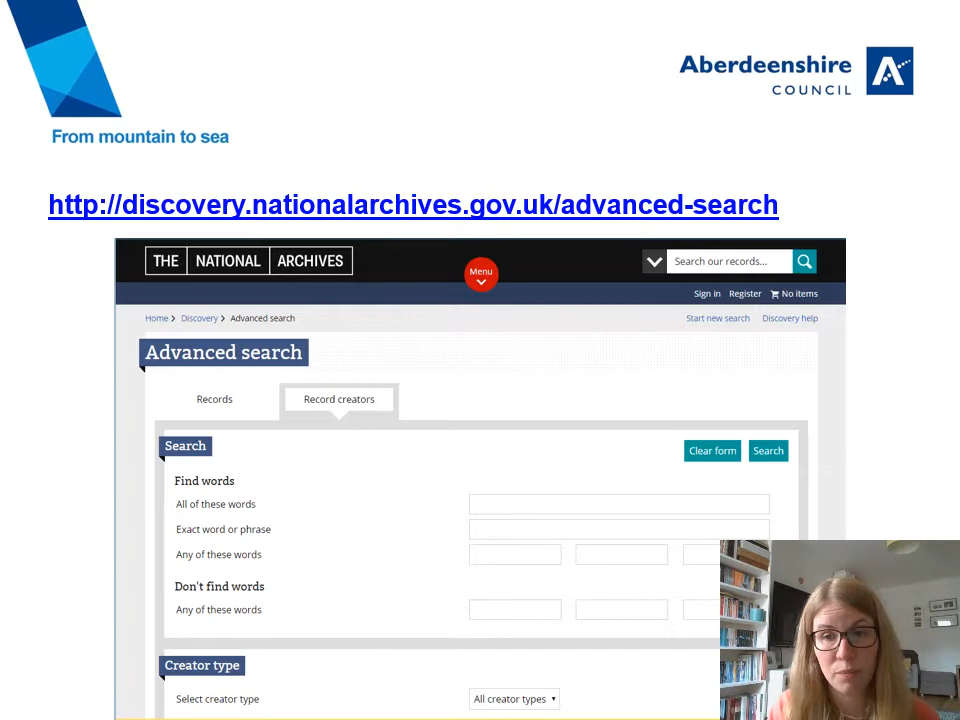 Aberdeenshire
COUNCIL
From mountain to sea
http://discovery.nationalarchives.gov.uk/advanced-search
THE NATIONAL ARCHIVES
Menu
Search our records...
Sign in Register No items
Home Discovery Advanced search
Start new search Discovery help
Advanced search
Records Record creators
Search
Clear form Search
Find words
All of these words
Exact word or phrase
Any of these words
Don't find words
Any of these words
Creator type
Select creator type All creator types